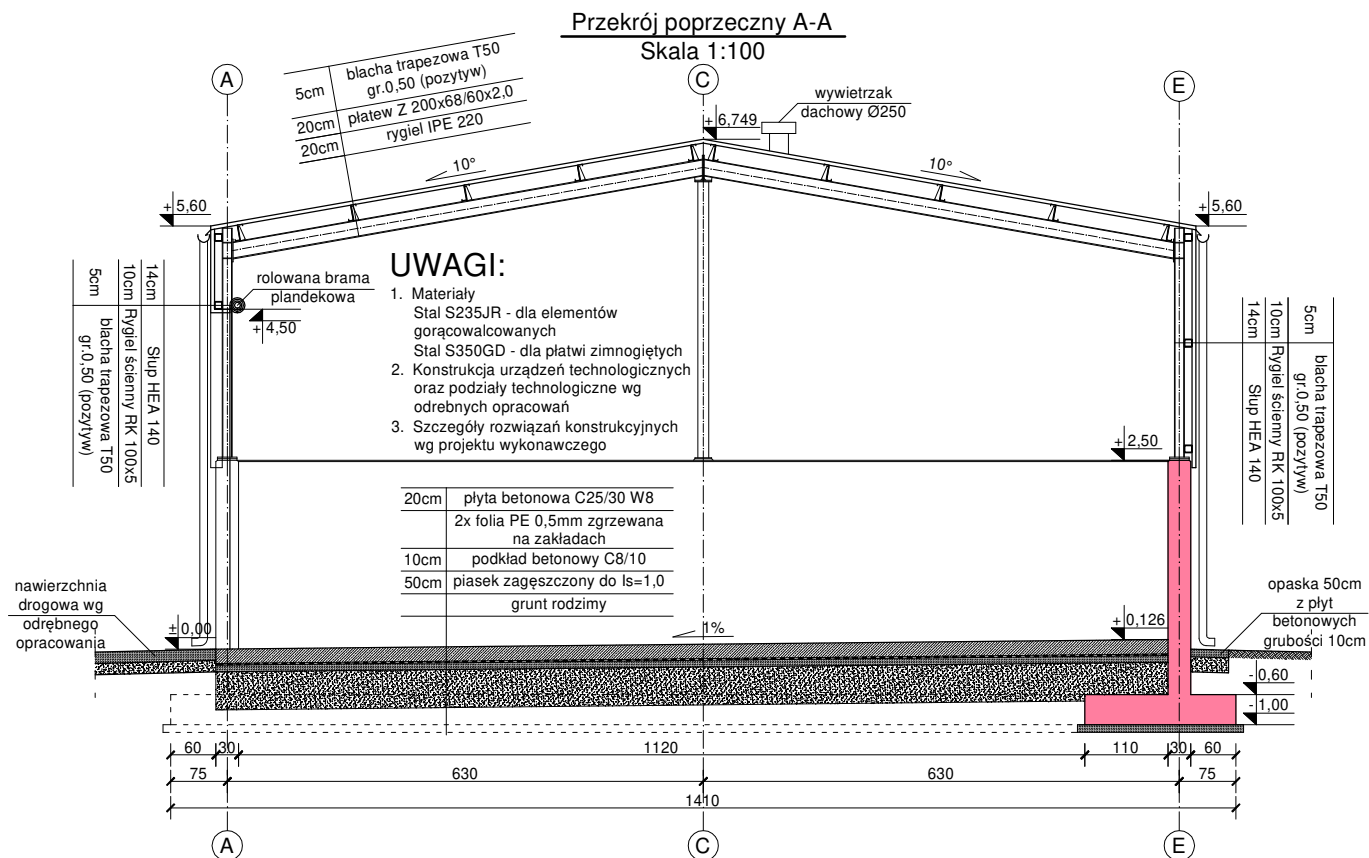 Przekrój poprzeczny A-A
Skala 1:100
A
C
E
5cm
blacha trapezowa T50
gr.0,50 (pozytyw)
20cm
płatew Z 200x68/60x2,0
20cm
rygiel IPE 220
wywietrzak
dachowy Ø250
+6,749
10°
10°
+5,60
+5,60
14cm
Słup HEA 140
10cm
Rygiel ścienny RK 100x5
5cm
blacha trapezowa T50
gr.0,50 (pozytyw)
rolowana brama
plandekowa
+4,50
UWAGI:
1. Materiały
Stal S235JR - dla elementów
gorącowalcowanych
Stal S350GD - dla płatwi zimnogiętych
2. Konstrukcja urządzeń technologicznych
oraz podziały technologiczne wg
odrebnych opracowań
3. Szczegóły rozwiązań konstrukcyjnych
wg projektu wykonawczego
5cm
blacha trapezowa T50
gr.0,50 (pozytyw)
10cm
Rygiel ścienny RK 100x5
14cm
Słup HEA 140
+2,50
20cm
płyta betonowa C25/30 W8
2x folia PE 0,5mm zgrzewana
na zakładach
10cm
podkład betonowy C8/10
50cm
piasek zagęszczony do Is=1,0
grunt rodzimy
nawierzchnia
drogowa wg
odrębnego
opracowania
±0,00
1%
+0,126
opaska 50cm
z płyt
betonowych
grubości 10cm
-0,60
-1,00
60
30
1120
110
30
60
75
630
630
75
1410
A
C
E